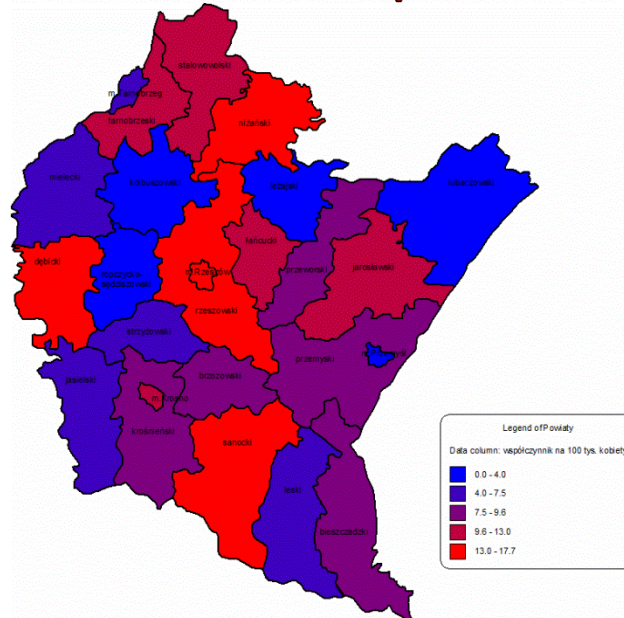 stalowowolski
m. Tarnobrzeg
tarnobrzeski
niżański
mielecki
kolbuszowski
leżajski
lubaczowski
łańcucki
dębicki
ropczycko-
sędziszowski
m. Rzeszów
przeworski
jarosławski
rzeszowski
strzyżowski
przemyski
m. Przemyśl
jasielski
brzozowski
m. Krosno
krośnieński
sanocki
leski
bieszczadzki
Legend of Powiaty
Data column: współczynnik na 100 tys. kobiety
0.0 - 4.0
4.0 - 7.5
7.5 - 9.6
9.6 - 13.0
13.0 - 17.7